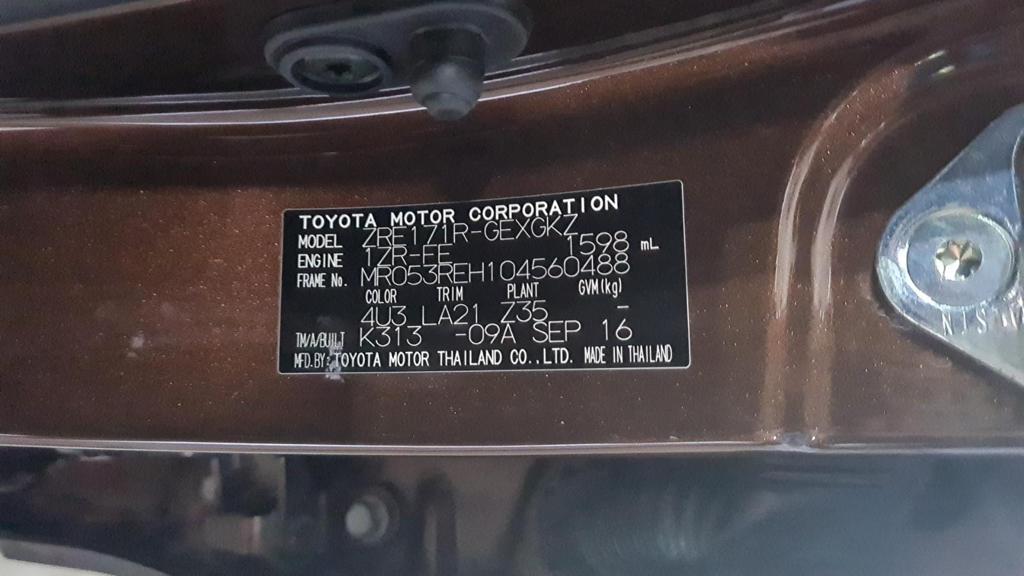 TOYOTA MOTOR CORPORATION
MODEL ZRE171R-GEXGKZ
ENGINE 1ZR-FE 1598 mL
FRAME No. MR053REH104560488
COLOR TRIM PLANT GVM(kg)
4U3 LA21 Z35 -
TM/A/BUILT K313 -09A SEP 16
MFD.BY: TOYOTA MOTOR THAILAND CO.,LTD. MADE IN THAILAND